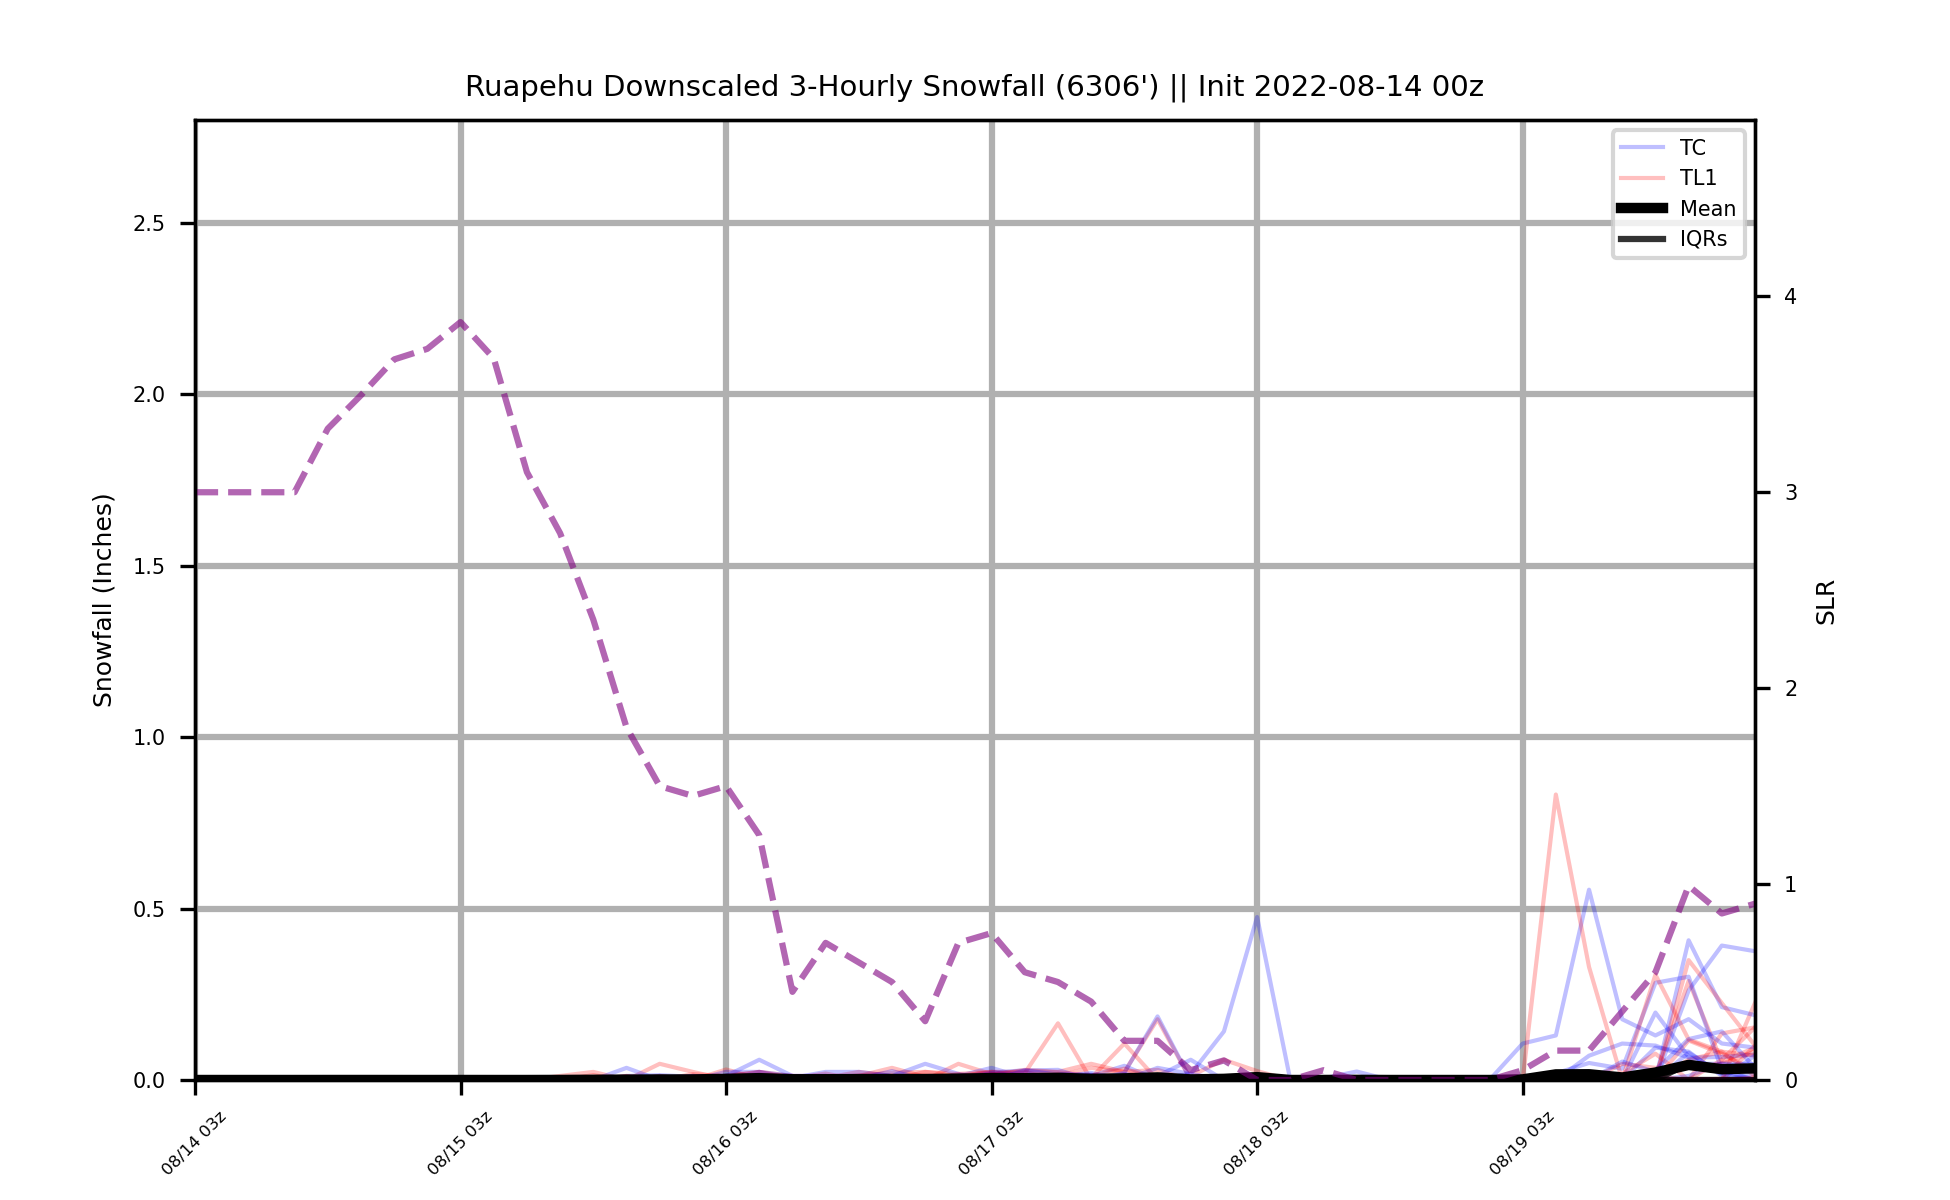 Ruapehu Downscaled 3-Hourly Snowfall (6306') || Init 2022-08-14 00z
TC
TL1
Mean
IQRs
Snowfall (Inches)
2.5
2.0
1.5
1.0
0.5
0.0
4
3
2
1
0
SLR
08/14 03z
08/15 03z
08/16 03z
08/17 03z
08/18 03z
08/19 03z